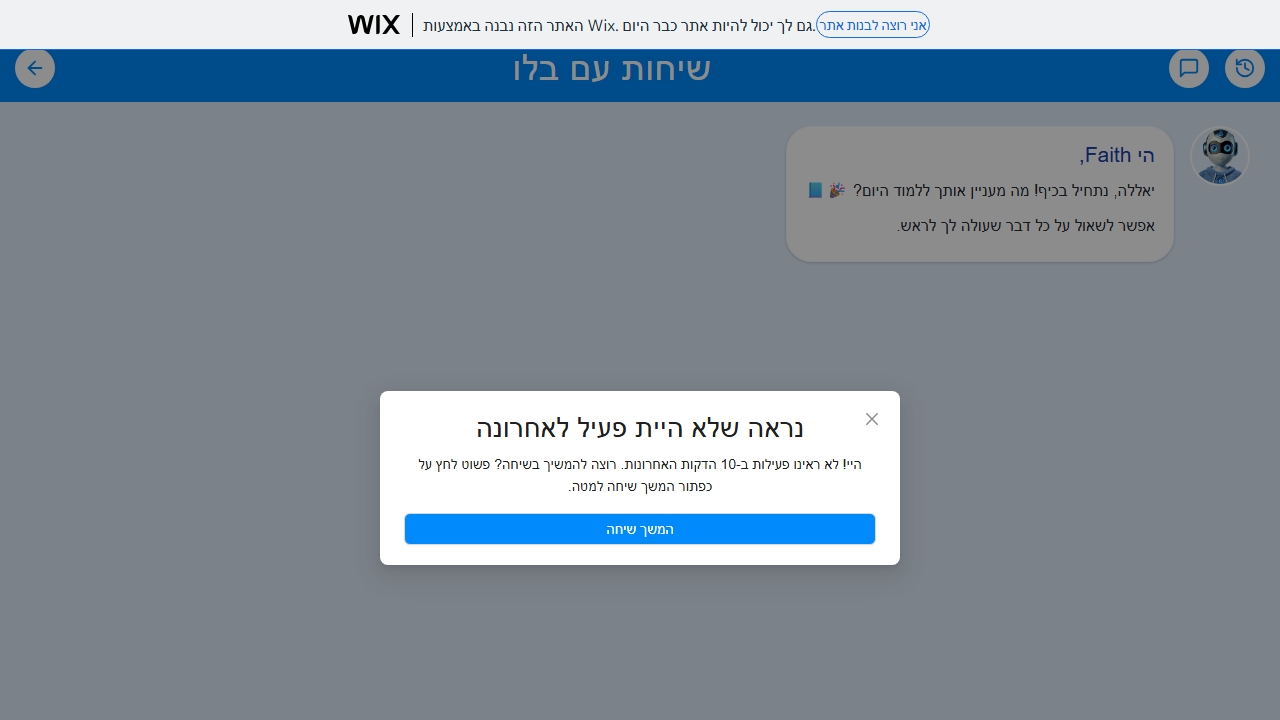 WIX
האתר הזה נבנה באמצעות Wix. גם לך יכול להיות אתר כבר היום.
אני רוצה לבנות אתר
שיחות עם בלו
היי Faith,
יאללה, נתחיל בכיף! מה מעניין אותך ללמוד היום? 🎉 📘
אפשר לשאול על כל דבר שעולה לך לראש.
נראה שלא היית פעיל לאחרונה
היי! לא ראינו פעילות ב-10 הדקות האחרונות. רוצה להמשיך בשיחה? פשוט לחץ על
כפתור המשך שיחה למטה.
המשך שיחה